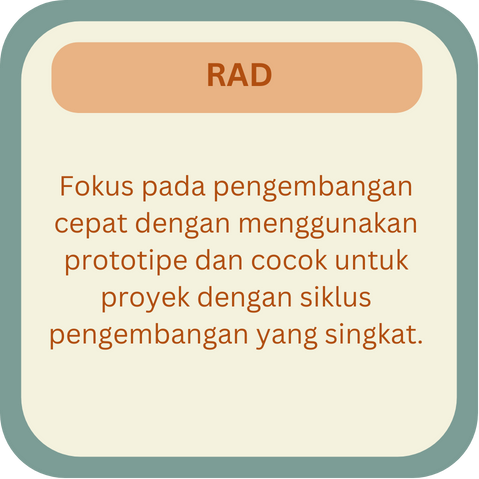 RAD
Fokus pada pengembangan
cepat dengan menggunakan
prototipe dan cocok untuk
proyek dengan siklus
pengembangan yang singkat.